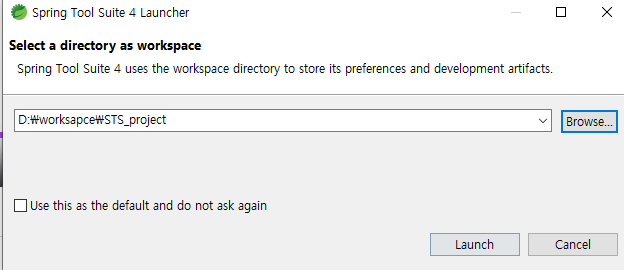 Spring Tool Suite 4 Launcher
Select a directory as workspace
Spring Tool Suite 4 uses the workspace directory to store its preferences and development artifacts.
D:₩worksapce₩STS_project
Browse...
Use this as the default and do not ask again
Launch
Cancel